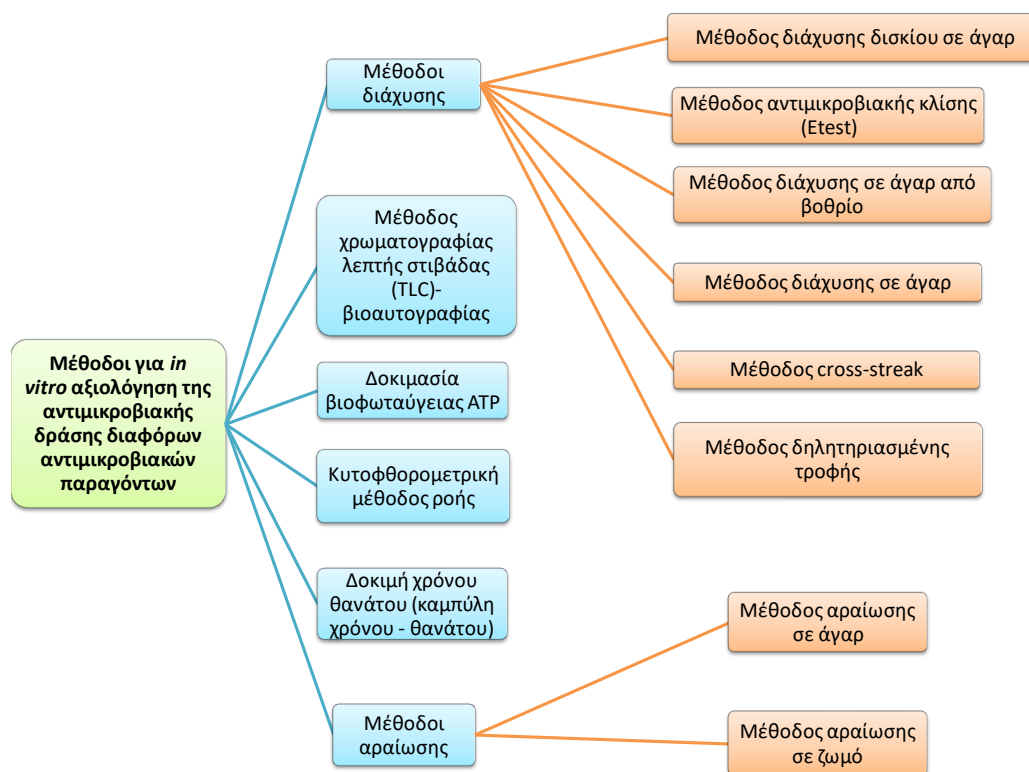 Μέθοδοι για in
vitro αξιολόγηση της
αντιμικροβιακής
δράσης διαφόρων
αντιμικροβιακών
παραγόντων
Μέθοδοι
διάχυσης
Μέθοδος διάχυσης δισκίου σε άγαρ
Μέθοδος αντιμικροβιακής κλίσης
(Etest)
Μέθοδος διάχυσης σε άγαρ από
βοθρίο
Μέθοδος διάχυσης σε άγαρ
Μέθοδος cross-streak
Μέθοδος δηλητηριασμένης
τροφής
Μέθοδος
χρωματογραφίας
λεπτής στιβάδας
(TLC)-
βιοαυτογραφίας
Δοκιμασία
βιοφωταύγειας ATP
Κυτοφθορομετρική
μέθοδος ροής
Δοκιμή χρόνου
θανάτου (καμπύλη
χρόνου - θανάτου)
Μέθοδοι
αραίωσης
Μέθοδος αραίωσης
σε άγαρ
Μέθοδος αραίωσης
σε ζωμό